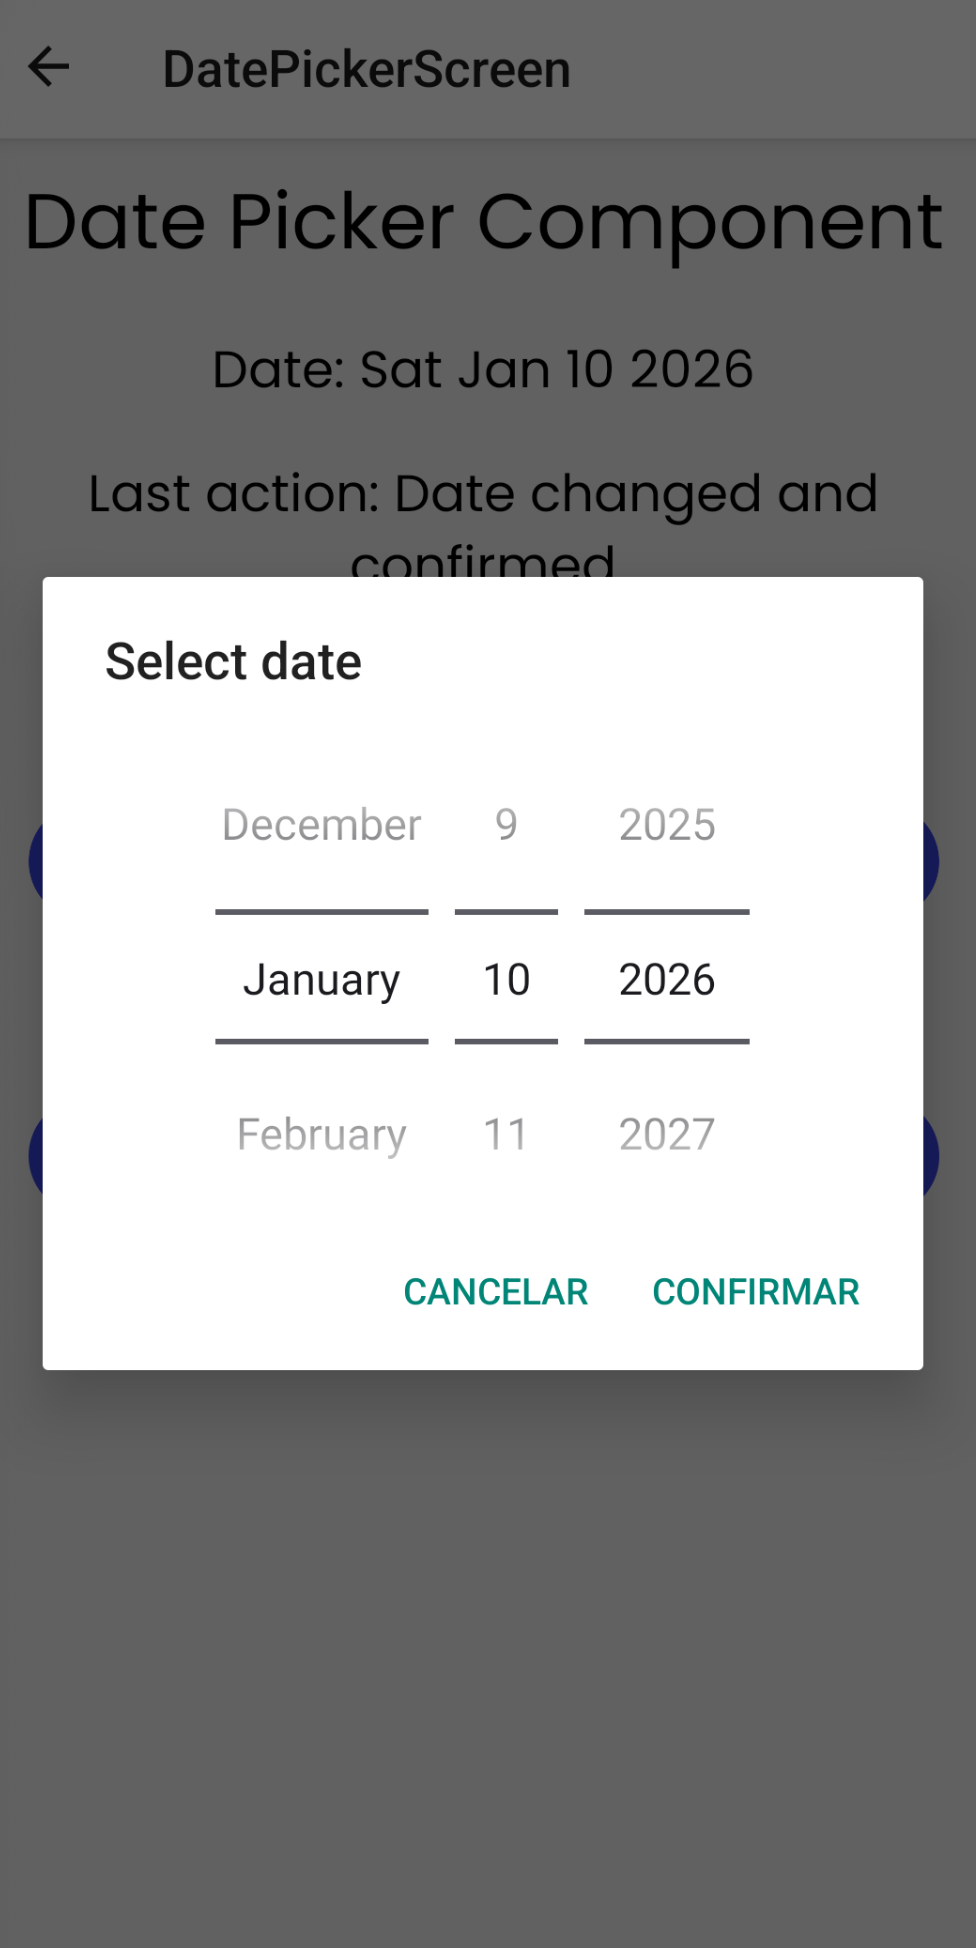 DatePickerScreen
Date Picker Component
Date: Sat Jan 10 2026
Last action: Date changed and
confirmed
Select date
December 9 2025
January 10 2026
February 11 2027
CANCELAR CONFIRMAR